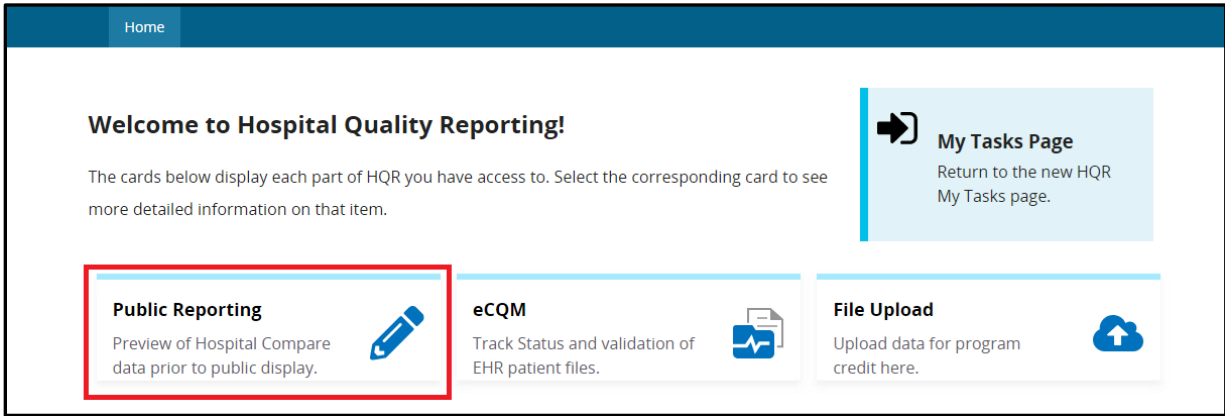 Home
Welcome to Hospital Quality Reporting!
The cards below display each part of HQR you have access to. Select the corresponding card to see
more detailed information on that item.
My Tasks Page
Return to the new HQR
My Tasks page.
Public Reporting
Preview of Hospital Compare
data prior to public display.
eCQM
Track Status and validation of
EHR patient files.
File Upload
Upload data for program
credit here.